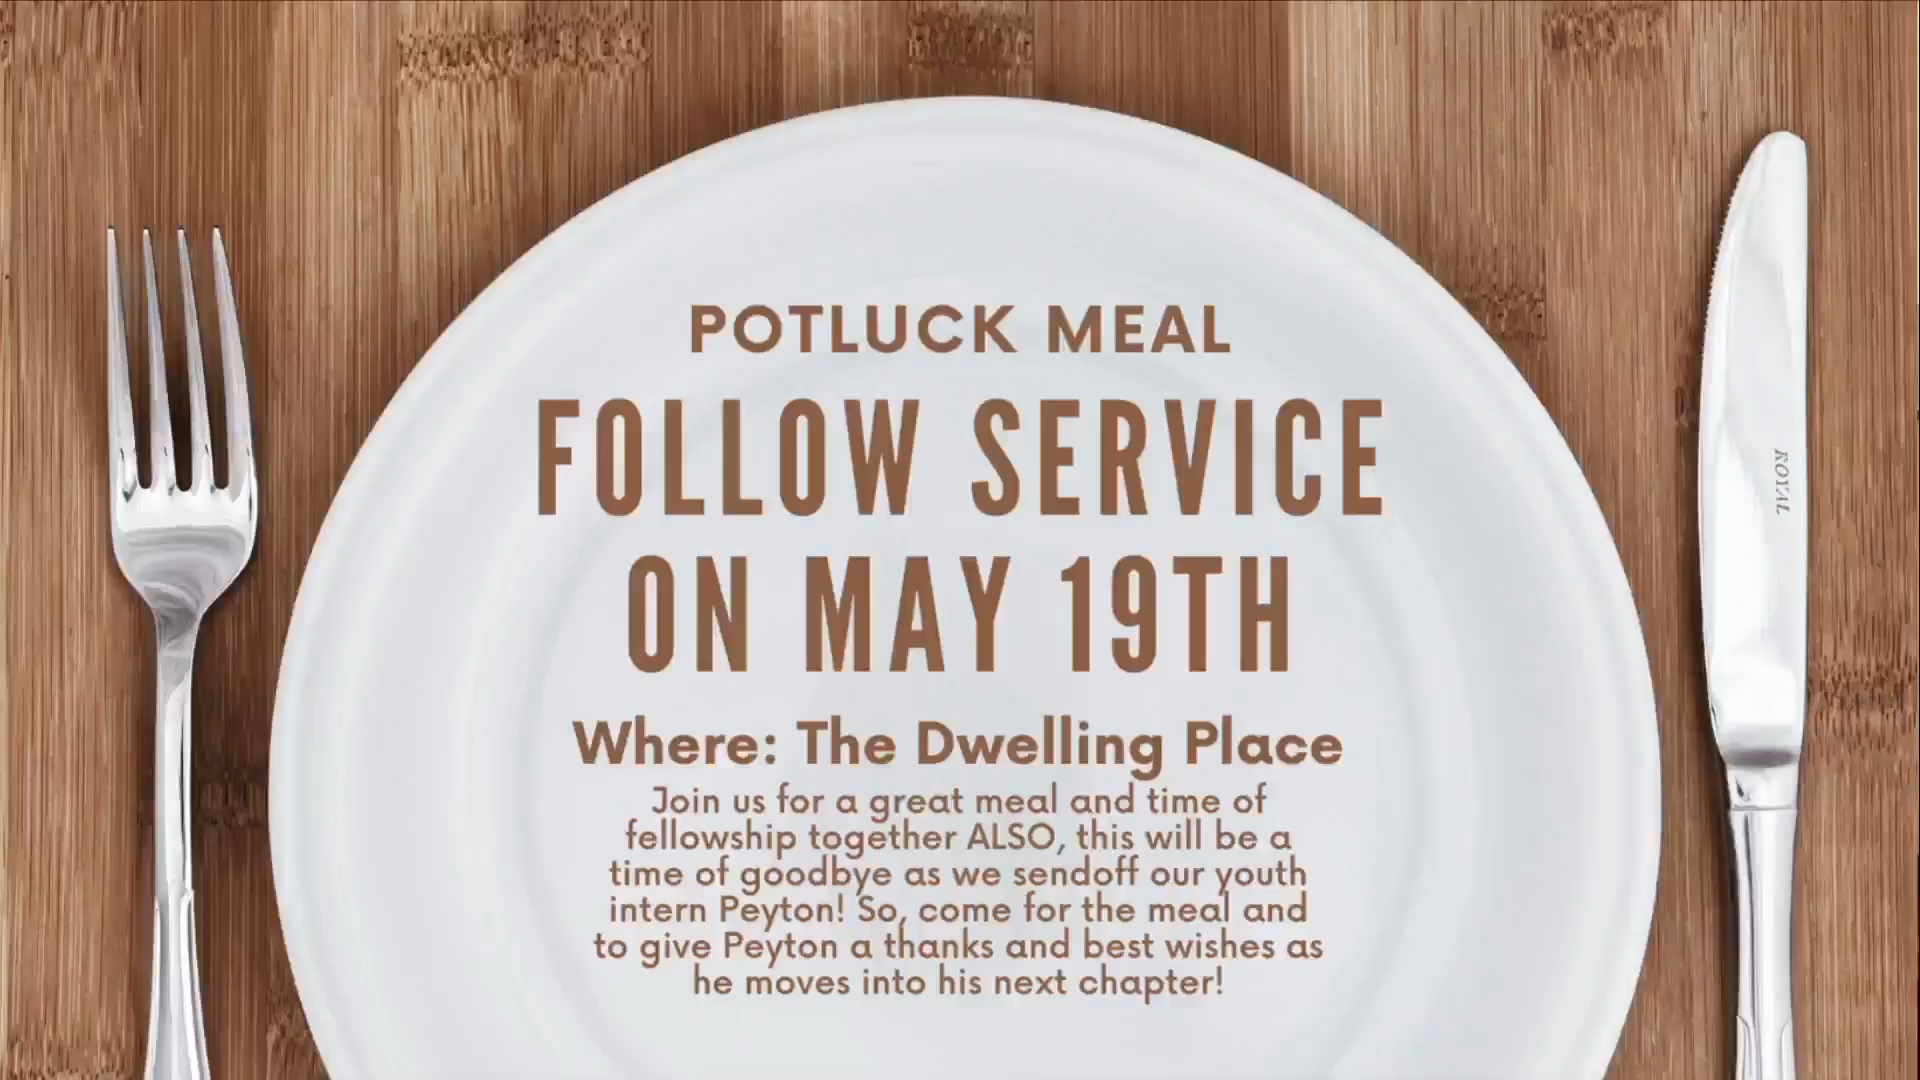 POTLUCK MEAL
FOLLOW SERVICE
ON MAY 19TH
Where: The Dwelling Place
Join us for a great meal and time of
fellowship together ALSO, this will be a
time of goodbye as we sendoff our youth
intern Peyton! So, come for the meal and
to give Peyton a thanks and best wishes as
he moves into his next chapter!
ROYAL